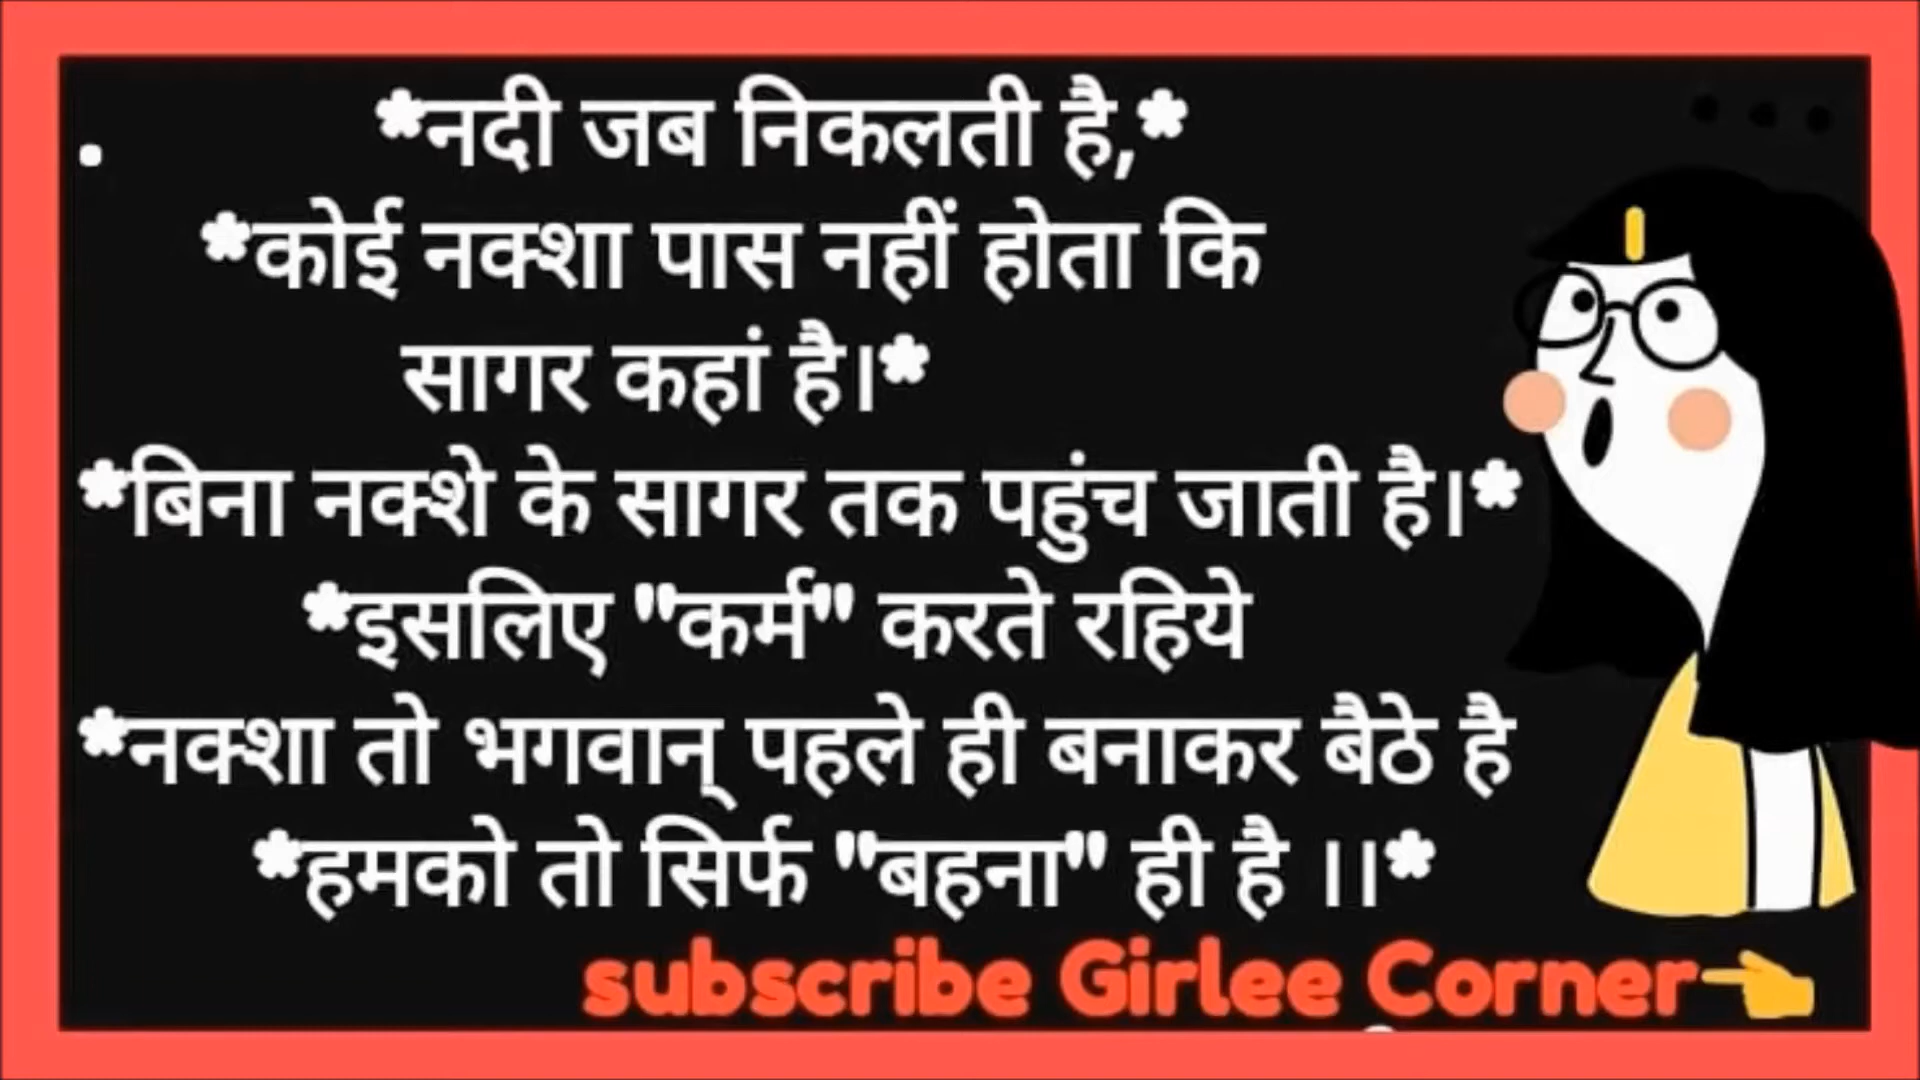 *नदी जब निकलती है,*
*कोई नक्शा पास नहीं होता कि
सागर कहां है।*
*बिना नक्शे के सागर तक पहुंच जाती है।*
*इसलिए "कर्म" करते रहिये
*नक्शा तो भगवान् पहले ही बनाकर बैठे है
*हमको तो सिर्फ "बहना" ही है ।।*
subscribe Girlee Corner